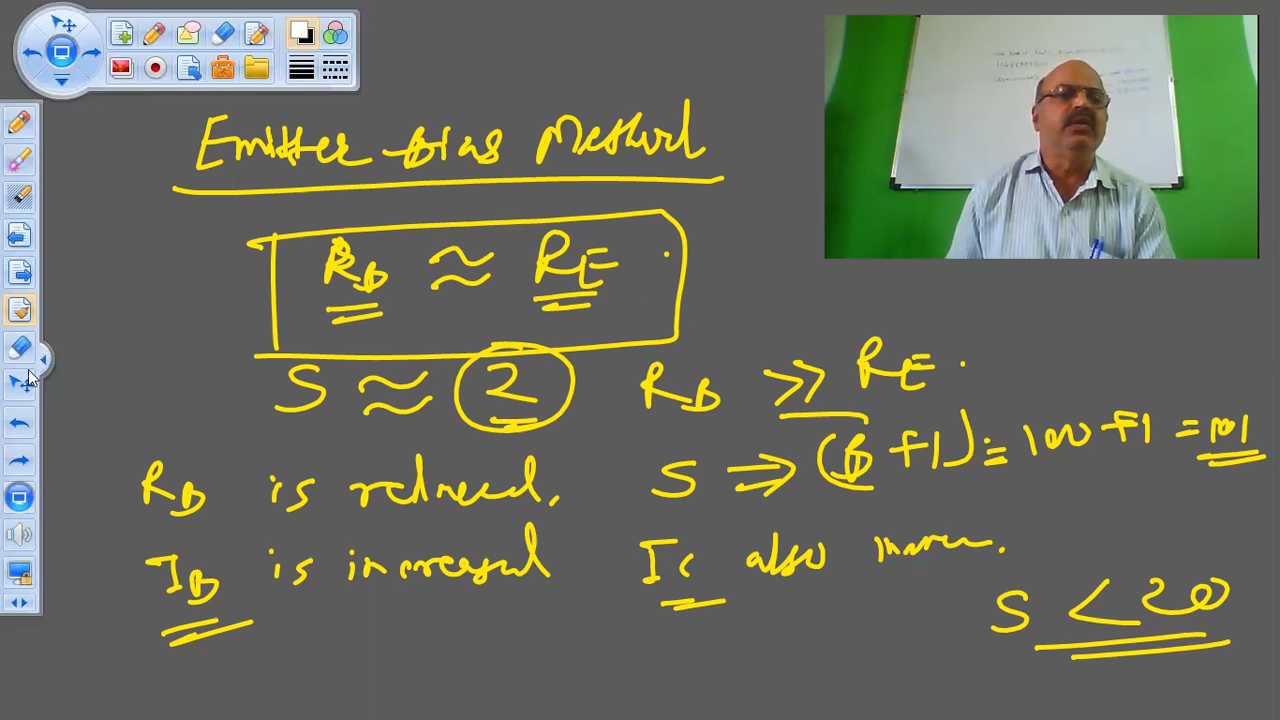 Emitter bias Method
RB ≈ RE
S ≈ 2
RB >> RE
S ⇒ (β+1) = 100+1 = 101
RB is reduced.
IB is increased
Ic also increa.
S < 20